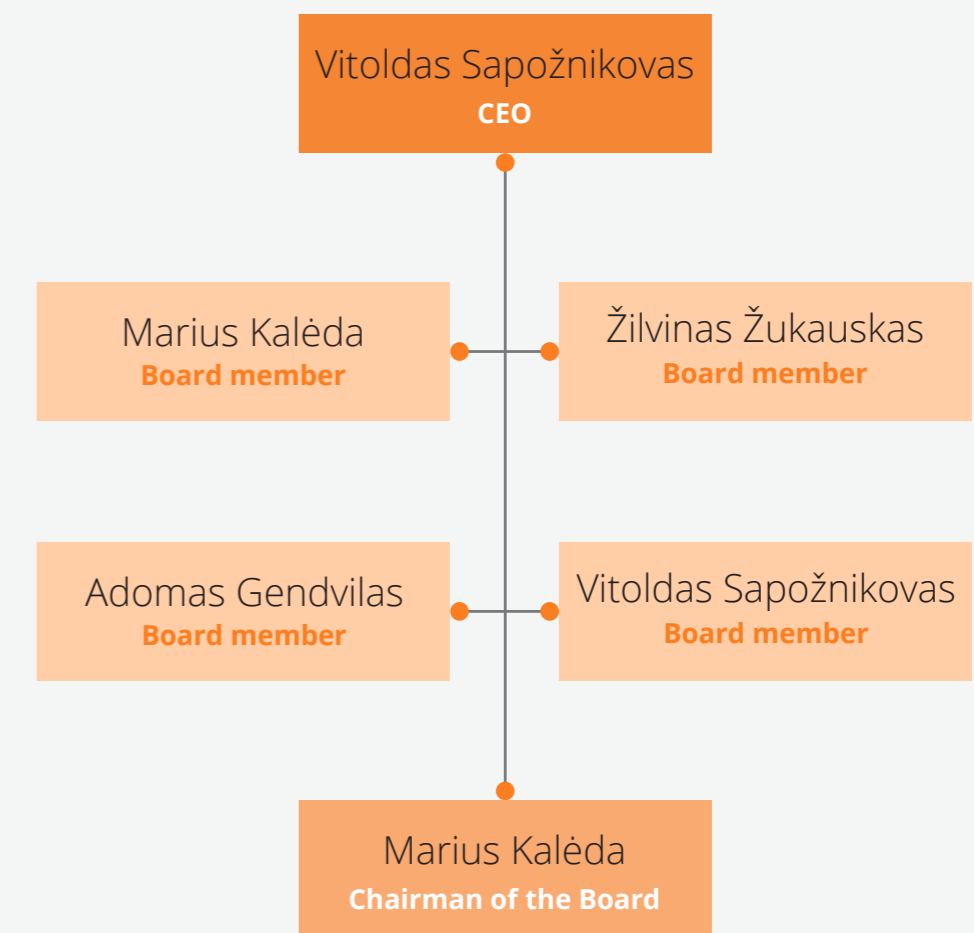 Vitoldas Sapožnikovas
CEO
Marius Kalėda
Board member
Žilvinas Žukauskas
Board member
Adomas Gendvilas
Board member
Vitoldas Sapožnikovas
Board member
Marius Kalėda
Chairman of the Board